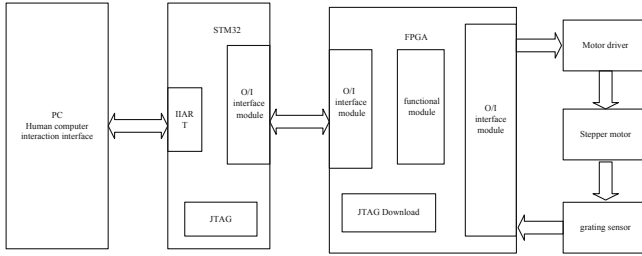 PC
Human computer
interaction interface
STM32
IIAR
T
O/I
interface
module
JTAG
FPGA
O/I
interface
module
functional
module
O/I
interface
module
JTAG Download
Motor driver
Stepper motor
grating sensor